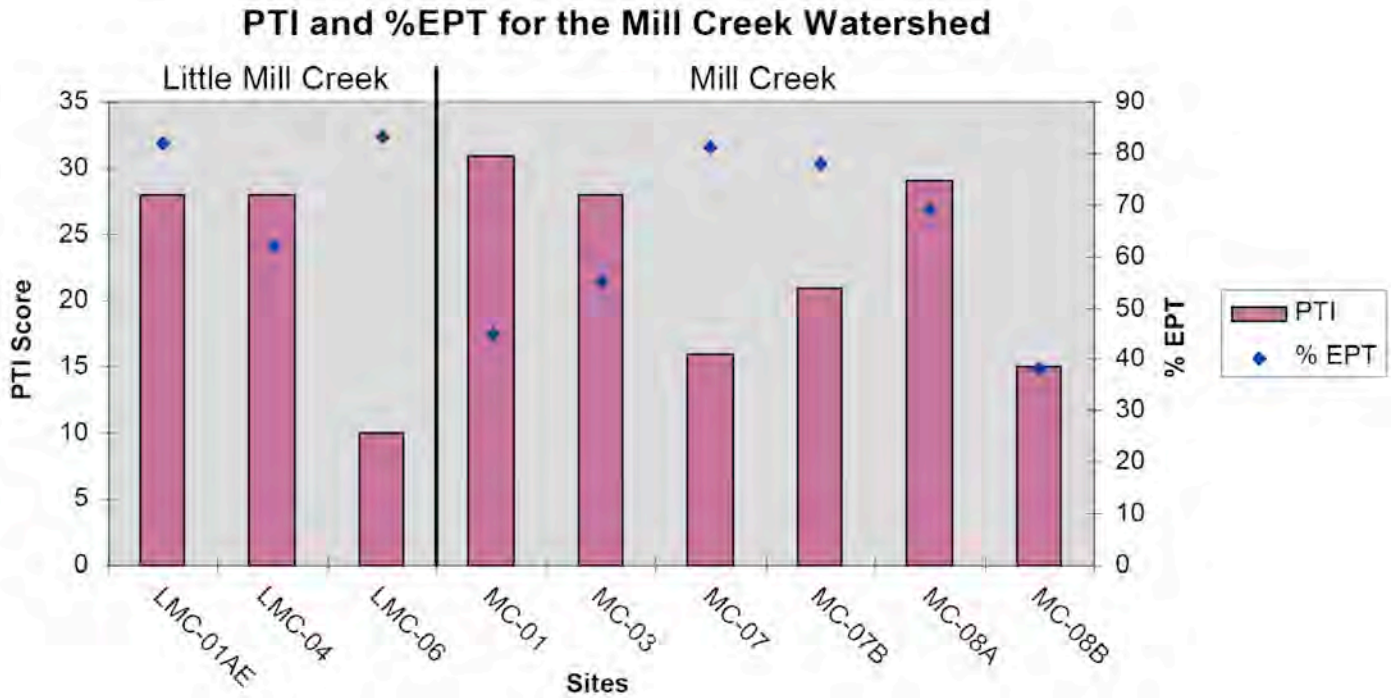 PTI and %EPT for the Mill Creek Watershed
Little Mill Creek
Mill Creek
35
30
25
20
15
10
5
0
PTI Score
90
80
70
60
50
40
30
20
10
0
% EPT
PTI
% EPT
LMC-01AE
LMC-04
LMC-06
MC-01
MC-03
MC-07
MC-07B
MC-08A
MC-08B
Sites